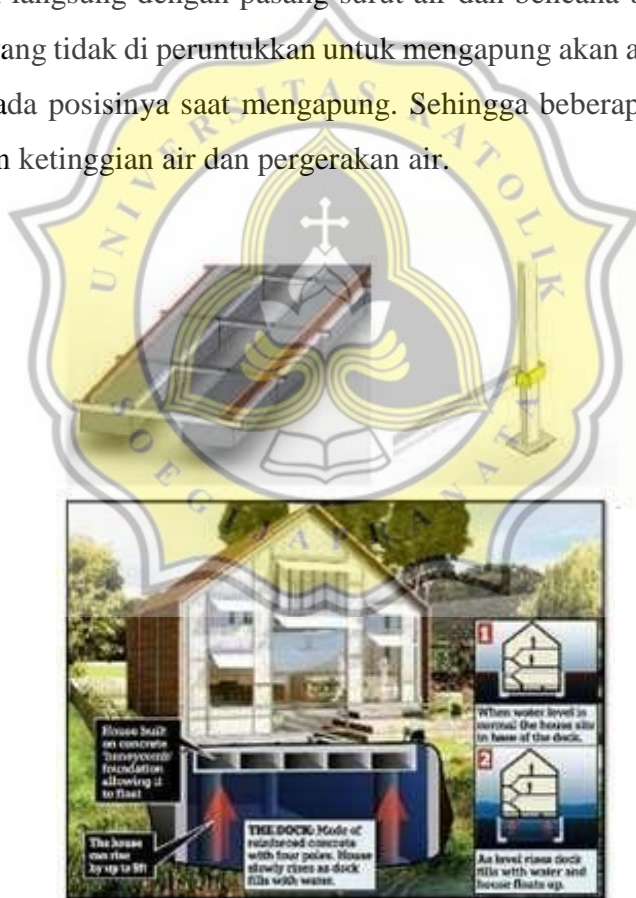 langsung dengan pasang surut air dan bencana
ang tidak di peruntukkan untuk mengapung akan a
ada posisinya saat mengapung. Sehingga beberap
n ketinggian air dan pergerakan air.
UNIVERSITAS KATOLIK
SOEGIJAPRANATA
House built
on concrete
'honeycomb'
foundation
allowing it
to float
The house
can rise
by up to 8ft
THE DOCK: Made of
reinforced concrete
with four poles. House
slowly rises as dock
fills with water.
1
When water level is
normal the house sits
in base of the dock.
2
As level rises dock
fills with water and
house floats up.